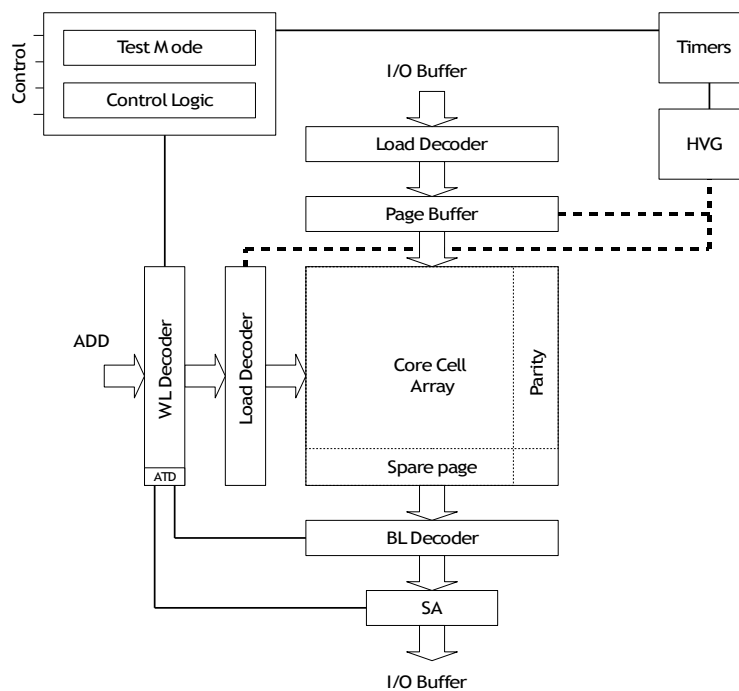 Control
Test Mode
Control Logic
Timers
I/O Buffer
Load Decoder
HVG
Page Buffer
ADD
WL Decoder
ATD
Load Decoder
Core Cell
Array
Parity
Spare page
BL Decoder
SA
I/O Buffer